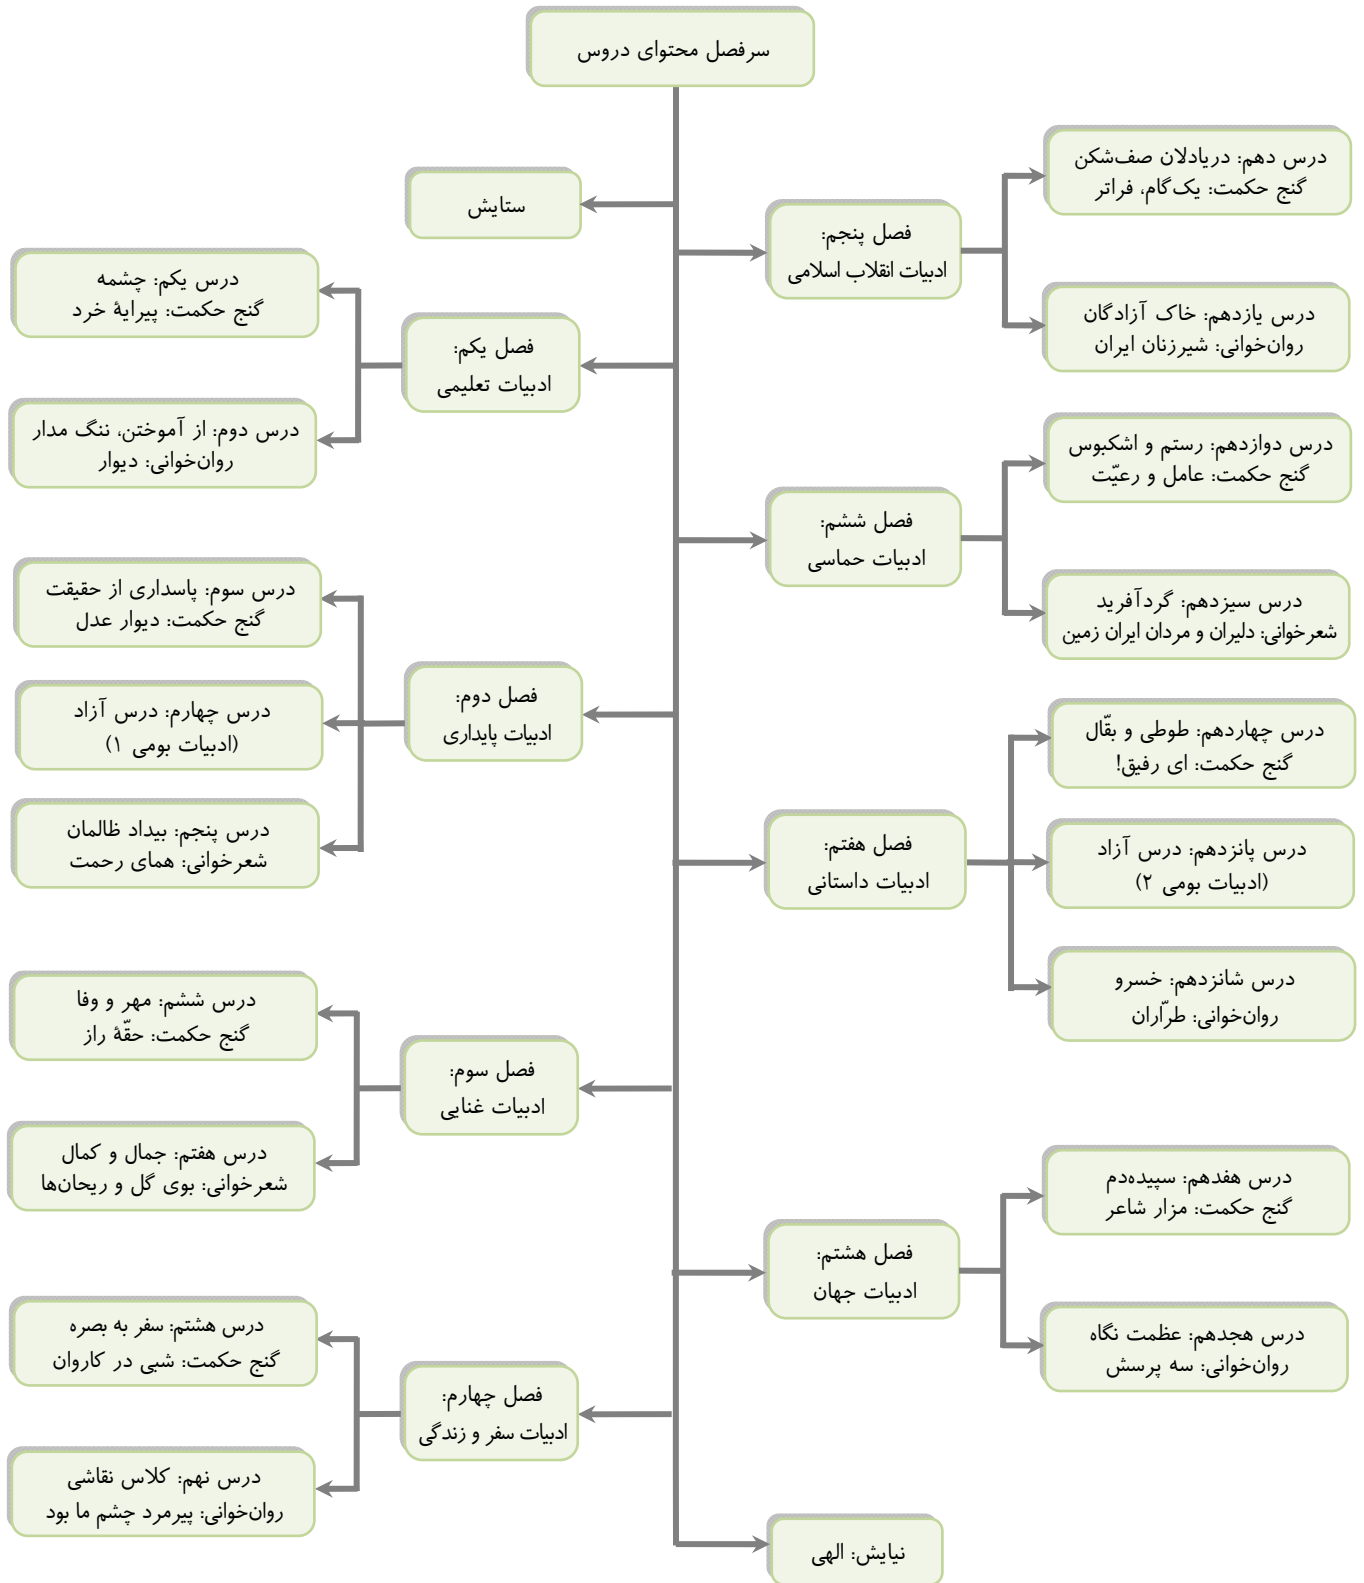 سرفصل محتوای دروس
ستایش
فصل یکم:
ادبیات تعلیمی
درس یکم: چشمه
گنج حکمت: پیرایهٔ خرد
درس دوم: از آموختن، ننگ مدار
روان‌خوانی: دیوار
فصل دوم:
ادبیات پایداری
درس سوم: پاسداری از حقیقت
گنج حکمت: دیوار عدل
درس چهارم: درس آزاد
(ادبیات بومی ۱)
درس پنجم: بیداد ظالمان
شعرخوانی: همای رحمت
فصل سوم:
ادبیات غنایی
درس ششم: مهر و وفا
گنج حکمت: حقّهٔ راز
درس هفتم: جمال و کمال
شعرخوانی: بوی گل و ریحان‌ها
فصل چهارم:
ادبیات سفر و زندگی
درس هشتم: سفر به بصره
گنج حکمت: شبی در کاروان
درس نهم: کلاس نقاشی
روان‌خوانی: پیرمرد چشم ما بود
فصل پنجم:
ادبیات انقلاب اسلامی
درس دهم: دریادلان صف‌شکن
گنج حکمت: یک گام، فراتر
درس یازدهم: خاک آزادگان
روان‌خوانی: شیرزنان ایران
فصل ششم:
ادبیات حماسی
درس دوازدهم: رستم و اشکبوس
گنج حکمت: عامل و رعیّت
درس سیزدهم: گردآفرید
شعرخوانی: دلیران و مردان ایران زمین
فصل هفتم:
ادبیات داستانی
درس چهاردهم: طوطی و بقّال
گنج حکمت: ای رفیق!
درس پانزدهم: درس آزاد
(ادبیات بومی ۲)
درس شانزدهم: خسرو
روان‌خوانی: طرّاران
فصل هشتم:
ادبیات جهان
درس هفدهم: سپیده‌دم
گنج حکمت: مزار شاعر
درس هجدهم: عظمت نگاه
روان‌خوانی: سه پرسش
نیایش: الهی